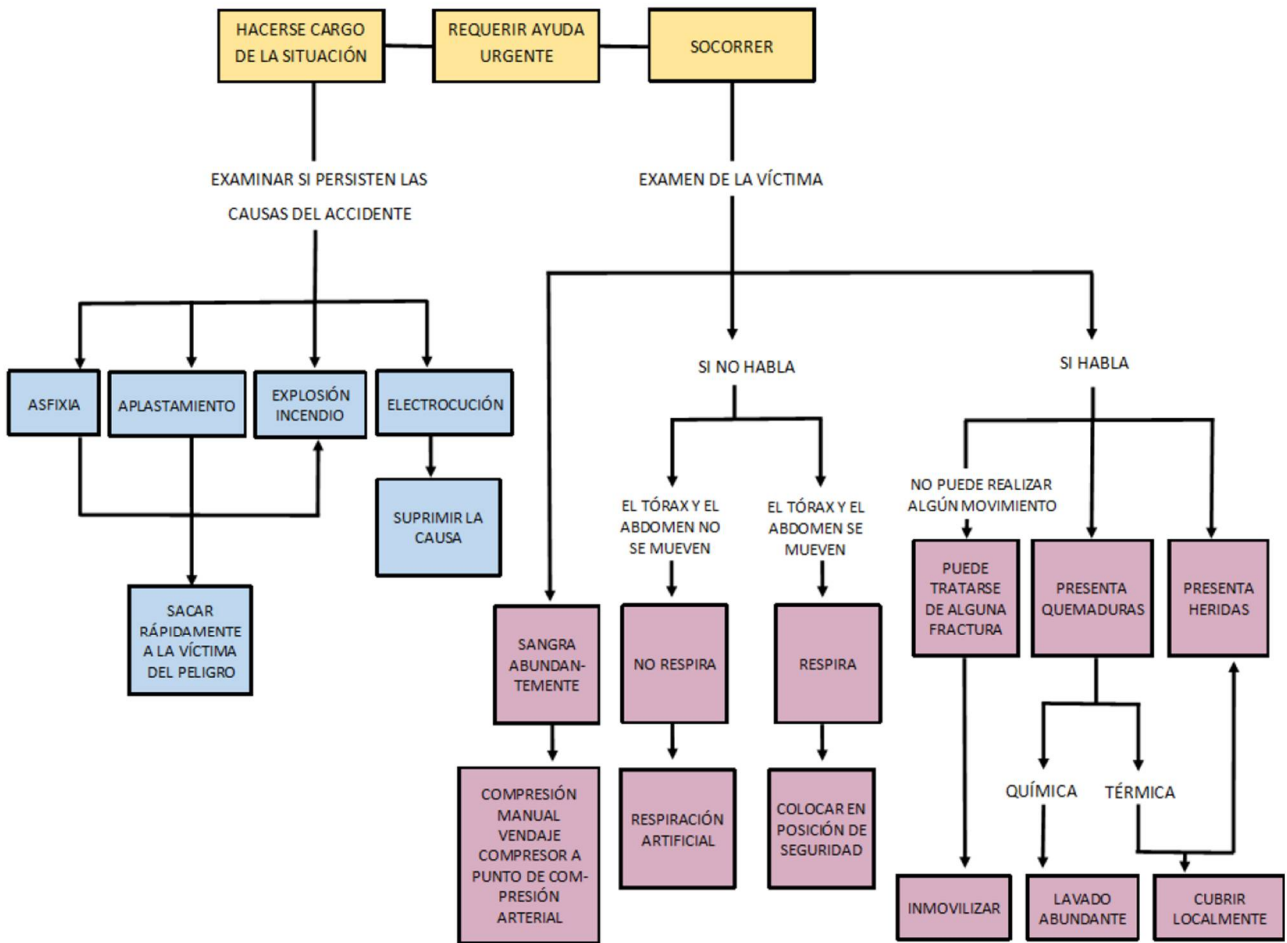 HACERSE CARGO
DE LA SITUACIÓN
REQUERIR AYUDA
URGENTE
SOCORRER
EXAMINAR SI PERSISTEN LAS
CAUSAS DEL ACCIDENTE
EXAMEN DE LA VÍCTIMA
ASFIXIA
APLASTAMIENTO
EXPLOSIÓN
INCENDIO
ELECTROCUCIÓN
SUPRIMIR LA
CAUSA
SACAR
RÁPIDAMENTE
A LA VÍCTIMA
DEL PELIGRO
SI NO HABLA
SI HABLA
EL TÓRAX Y EL
ABDOMEN NO
SE MUEVEN
EL TÓRAX Y EL
ABDOMEN SE
MUEVEN
NO PUEDE REALIZAR
ALGÚN MOVIMIENTO
SANGRA
ABUNDAN-
TEMENTE
NO RESPIRA
RESPIRA
PUEDE
TRATARSE
DE ALGUNA
FRACTURA
PRESENTA
QUEMADURAS
PRESENTA
HERIDAS
QUÍMICA
TÉRMICA
COMPRESIÓN
MANUAL
VENDAJE
COMPRESOR A
PUNTO DE COM-
PRESIÓN
ARTERIAL
RESPIRACIÓN
ARTIFICIAL
COLOCAR EN
POSICIÓN DE
SEGURIDAD
INMOVILIZAR
LAVADO
ABUNDANTE
CUBRIR
LOCALMENTE